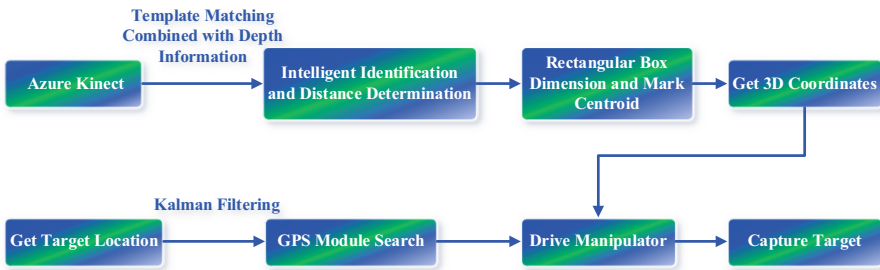 Template Matching
Combined with Depth
Information
Azure Kinect
Intelligent Identification
and Distance Determination
Rectangular Box
Dimension and Mark
Centroid
Get 3D Coordinates
Kalman Filtering
Get Target Location
GPS Module Search
Drive Manipulator
Capture Target